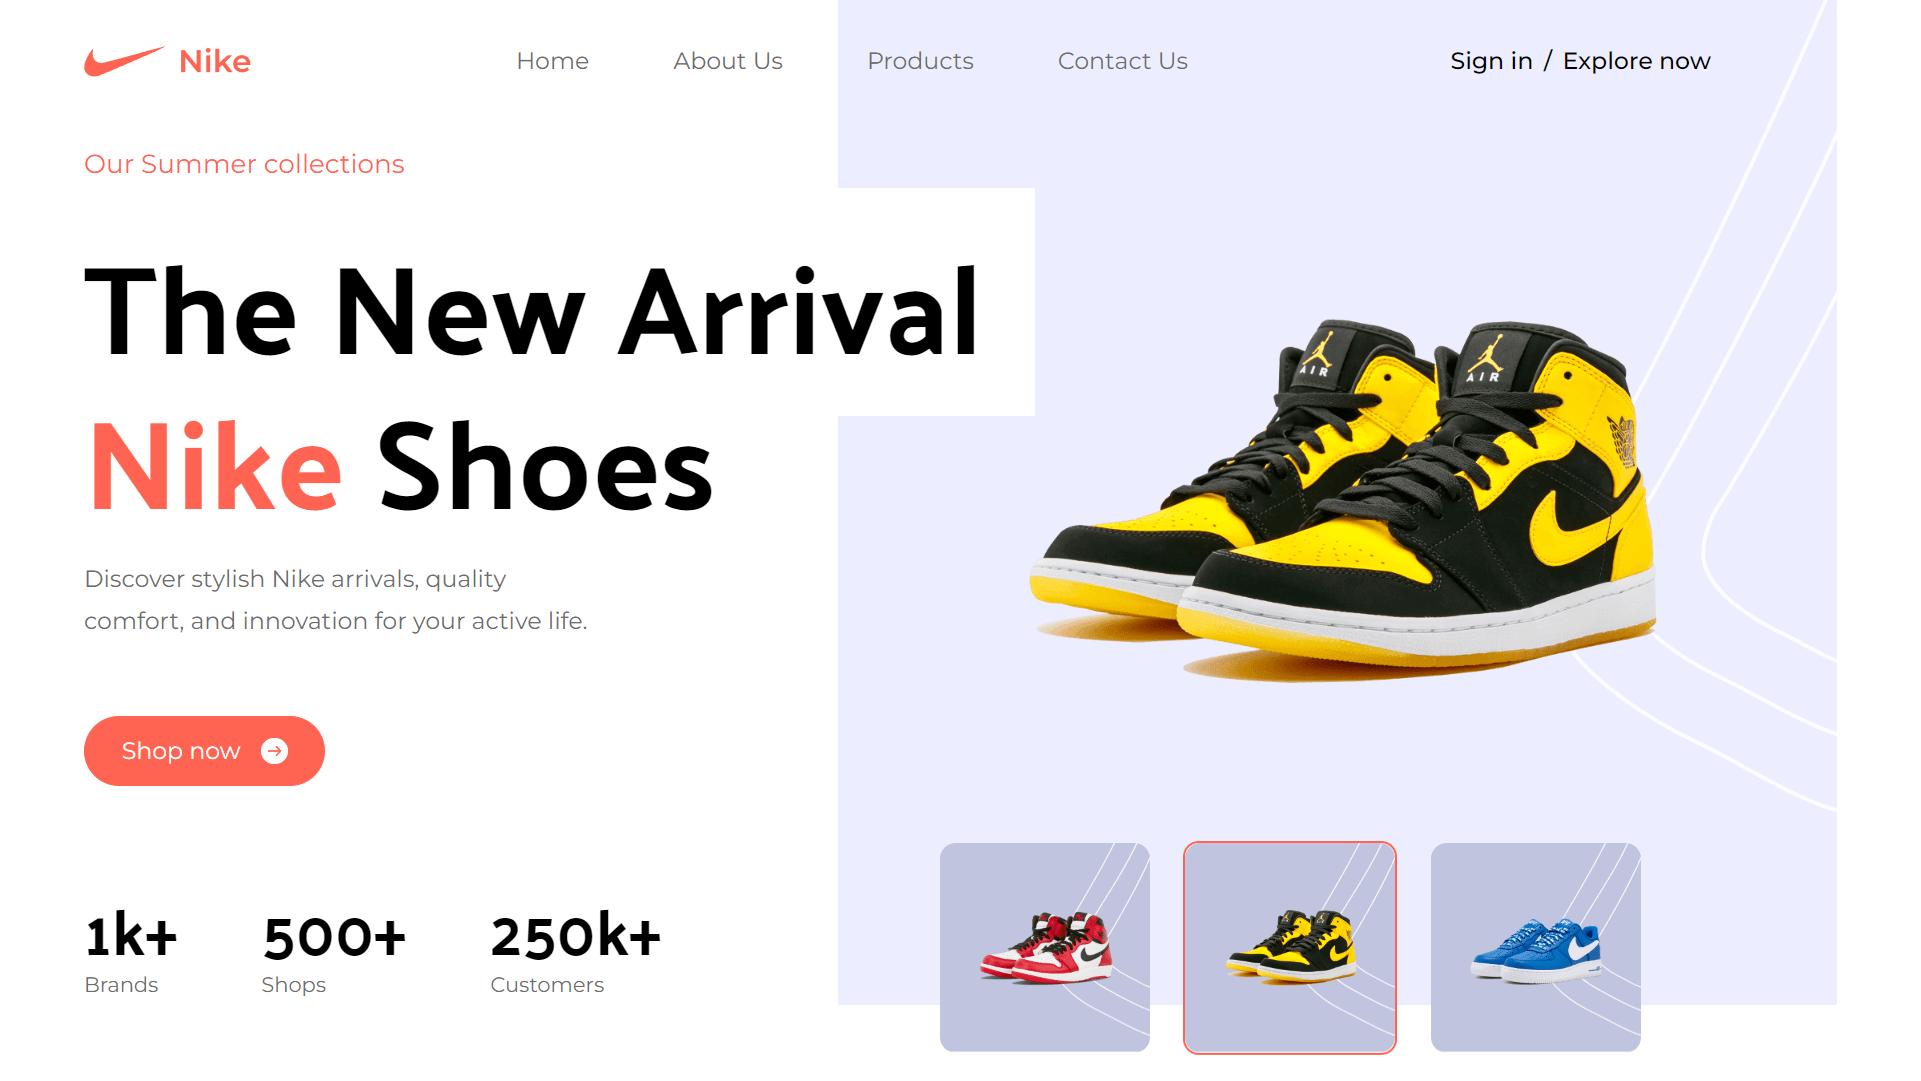 Nike
Home
About Us
Products
Contact Us
Sign in / Explore now
Our Summer collections
The New Arrival
Nike Shoes
Discover stylish Nike arrivals, quality
comfort, and innovation for your active life.
AIR
AIR
Shop now
1k+
Brands
500+
Shops
250k+
Customers